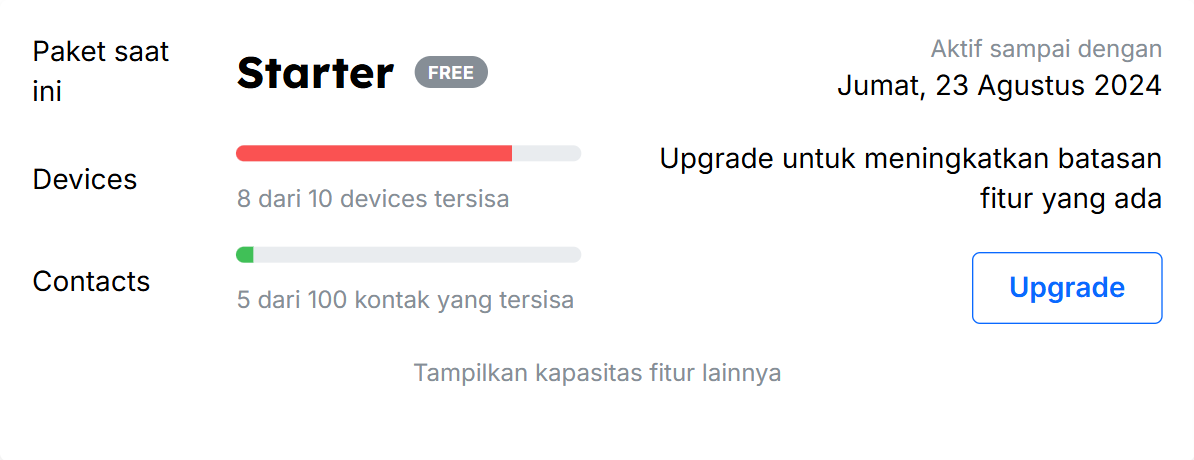 Paket saat
ini
Starter FREE
Aktif sampai dengan
Jumat, 23 Agustus 2024
Devices
8 dari 10 devices tersisa
Upgrade untuk meningkatkan batasan
fitur yang ada
Contacts
5 dari 100 kontak yang tersisa
Upgrade
Tampilkan kapasitas fitur lainnya